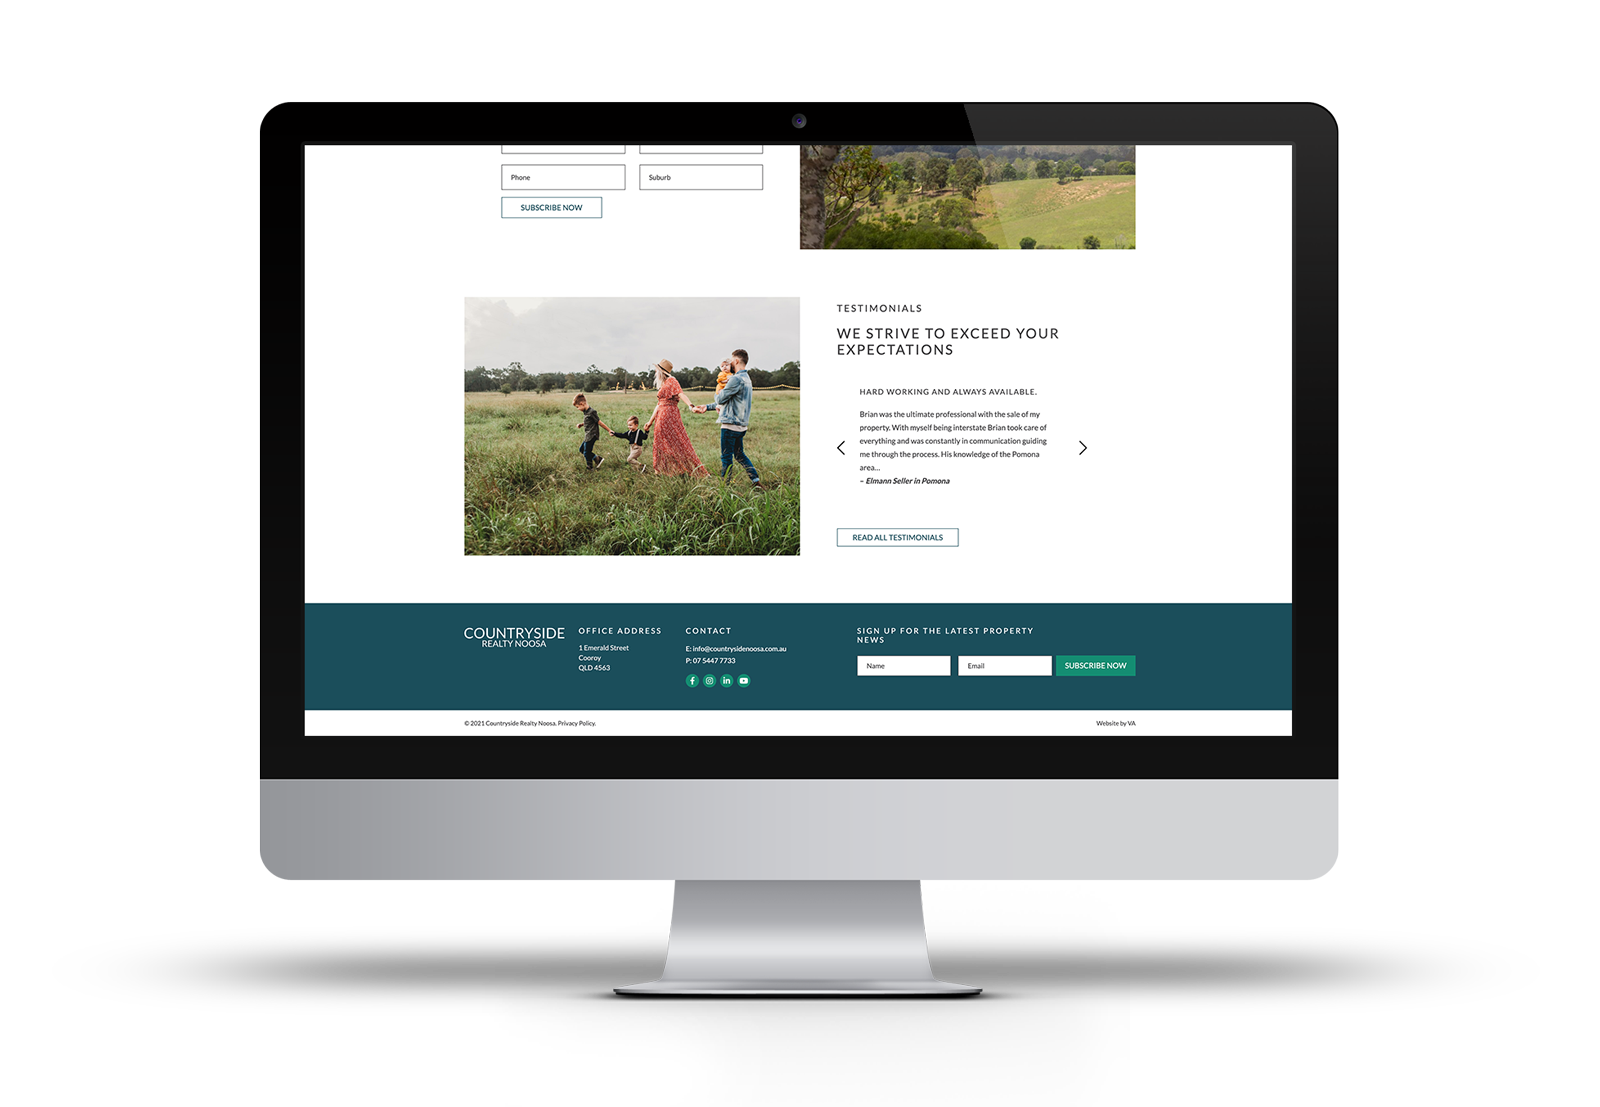 Phone
Suburb
SUBSCRIBE NOW
TESTIMONIALS
WE STRIVE TO EXCEED YOUR
EXPECTATIONS
HARD WORKING AND ALWAYS AVAILABLE.
Brian was the ultimate professional with the sale of my
property. With myself being interstate Brian took care of
everything and was constantly in communication guiding
me through the process. His knowledge of the Pomona
area...
– Elmann Seller in Pomona
READ ALL TESTIMONIALS
COUNTRYSIDE
REALTY NOOSA
OFFICE ADDRESS
1 Emerald Street
Cooroy
QLD 4563
CONTACT
E: info@countrysidenoosa.com.au
P: 07 5447 7733
SIGN UP FOR THE LATEST PROPERTY
NEWS
Name
Email
SUBSCRIBE NOW
© 2021 Countryside Realty Noosa. Privacy Policy.
Website by VA